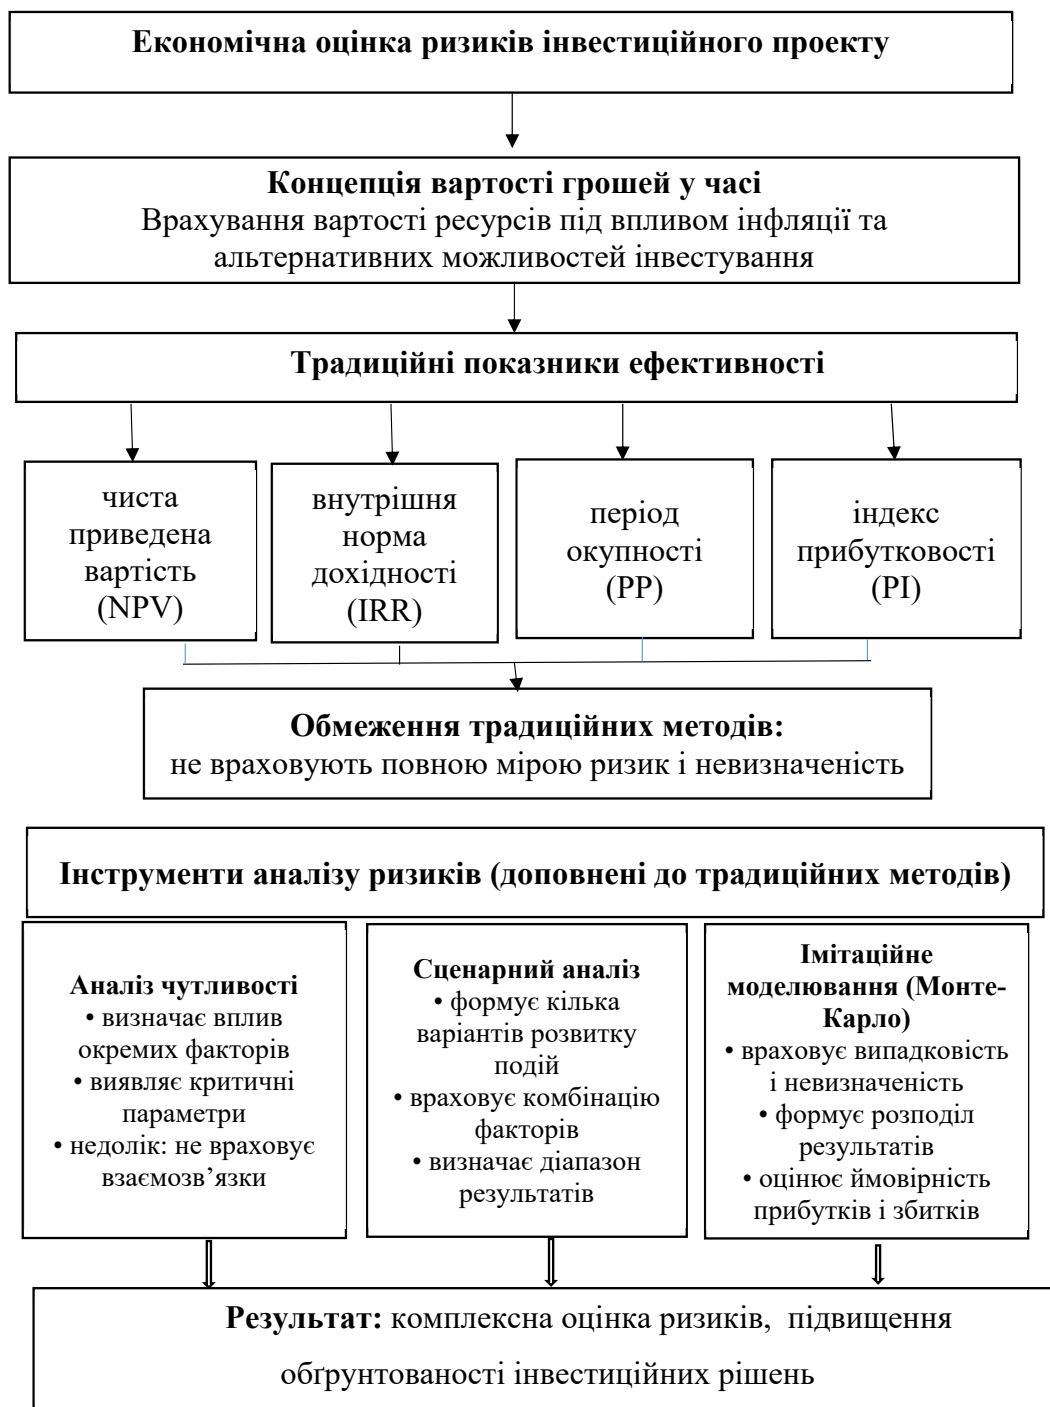 Економічна оцінка ризиків інвестиційного проекту
Концепція вартості грошей у часі
Врахування вартості ресурсів під впливом інфляції та
альтернативних можливостей інвестування
Традиційні показники ефективності
чиста
приведена
вартість
(NPV)
внутрішня
норма
дохідності
(IRR)
період
окупності
(PP)
індекс
прибутковості
(PI)
Обмеження традиційних методів:
не враховують повною мірою ризик і невизначеність
Інструменти аналізу ризиків (доповнені до традиційних методів)
Аналіз чутливості
• визначає вплив
окремих факторів
• виявляє критичні
параметри
• недолік: не враховує
взаємозв’язки
Сценарний аналіз
• формує кілька
варіантів розвитку
подій
• враховує комбінацію
факторів
• визначає діапазон
результатів
Імітаційне
моделювання (Монте-
Карло)
• враховує випадковість
і невизначеність
• формує розподіл
результатів
• оцінює ймовірність
прибутків і збитків
Результат: комплексна оцінка ризиків, підвищення
обґрунтованості інвестиційних рішень